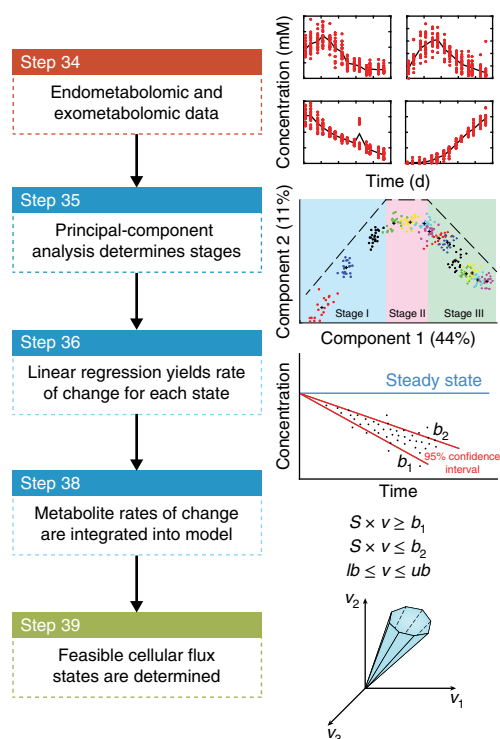 Step 34
Endometabolomic and
exometabolomic data
Concentration (mM)
Time (d)
Step 35
Principal-component
analysis determines stages
Component 2 (11%)
Stage I
Stage II
Stage III
Component 1 (44%)
Step 36
Linear regression yields rate
of change for each state
Concentration
Steady state
b2
b1
95% confidence
interval
Time
Step 38
Metabolite rates of change
are integrated into model
S × v ≥ b1
S × v ≤ b2
lb ≤ v ≤ ub
Step 39
Feasible cellular flux
states are determined
v2
v1
v3